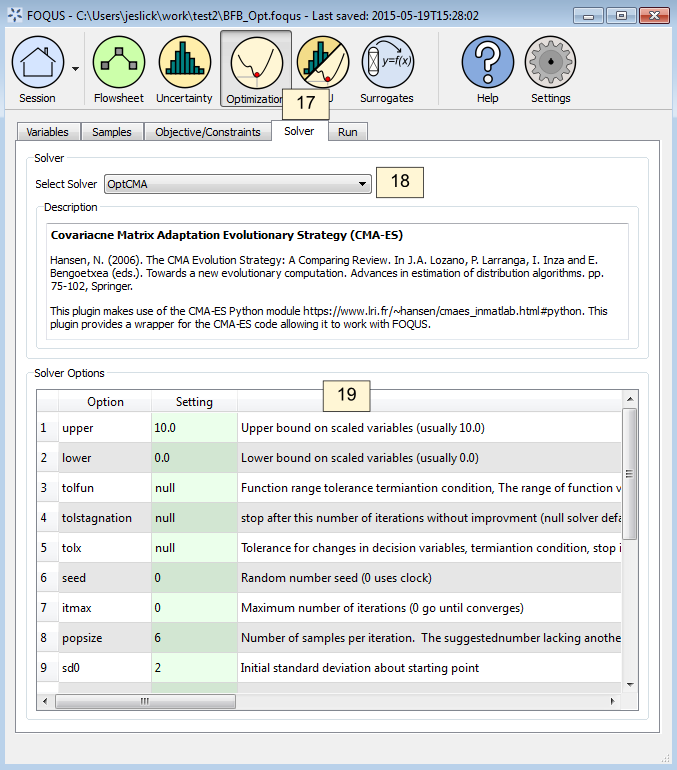 FOQUS - C:\Users\jeslick\work\test2\BFB_Opt.foqus - Last saved: 2015-05-19T15:28:02
y=f(x)
Session Flowsheet Uncertainty Optimization Surrogates Help Settings
17
Variables Samples Objective/Constraints Solver Run
Solver
Select Solver OptCMA
18
Description
Covariacne Matrix Adaptation Evolutionary Strategy (CMA-ES)
Hansen, N. (2006). The CMA Evolution Strategy: A Comparing Review. In J.A. Lozano, P. Larranga, I. Inza and E.
Bengoetxea (eds.). Towards a new evolutionary computation. Advances in estimation of distribution algorithms. pp.
75-102, Springer.
This plugin makes use of the CMA-ES Python module https://www.lri.fr/~hansen/cmaes_inmatlab.html#python. This
plugin provides a wrapper for the CMA-ES code allowing it to work with FOQUS.
Solver Options
19
Option Setting
1 upper 10.0 Upper bound on scaled variables (usually 10.0)
2 lower 0.0 Lower bound on scaled variables (usually 0.0)
3 tolfun null Function range tolerance termiantion condition, The range of function v
4 tolstagnation null stop after this number of iterations without improvment (null solver defa
5 tolx null Tolerance for changes in decision variables, termiantion condition, stop i
6 seed 0 Random number seed (0 uses clock)
7 itmax 0 Maximum number of iterations (0 go until converges)
8 popsize 6 Number of samples per iteration. The suggestednumber lacking anothe
9 sd0 2 Initial standard deviation about starting point